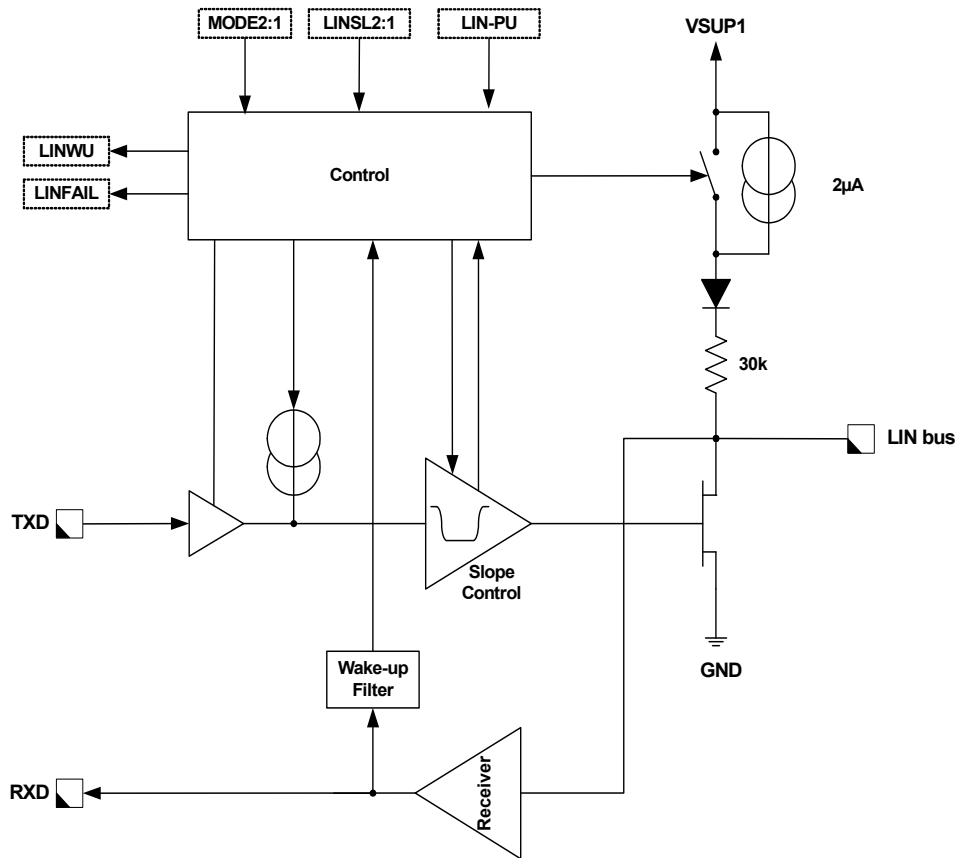 MODE2:1
LINSL2:1
LIN-PU
VSUP1
LINWU
LINFAIL
Control
2µA
30k
LIN bus
TXD
Slope
Control
Wake-up
Filter
GND
RXD
Receiver